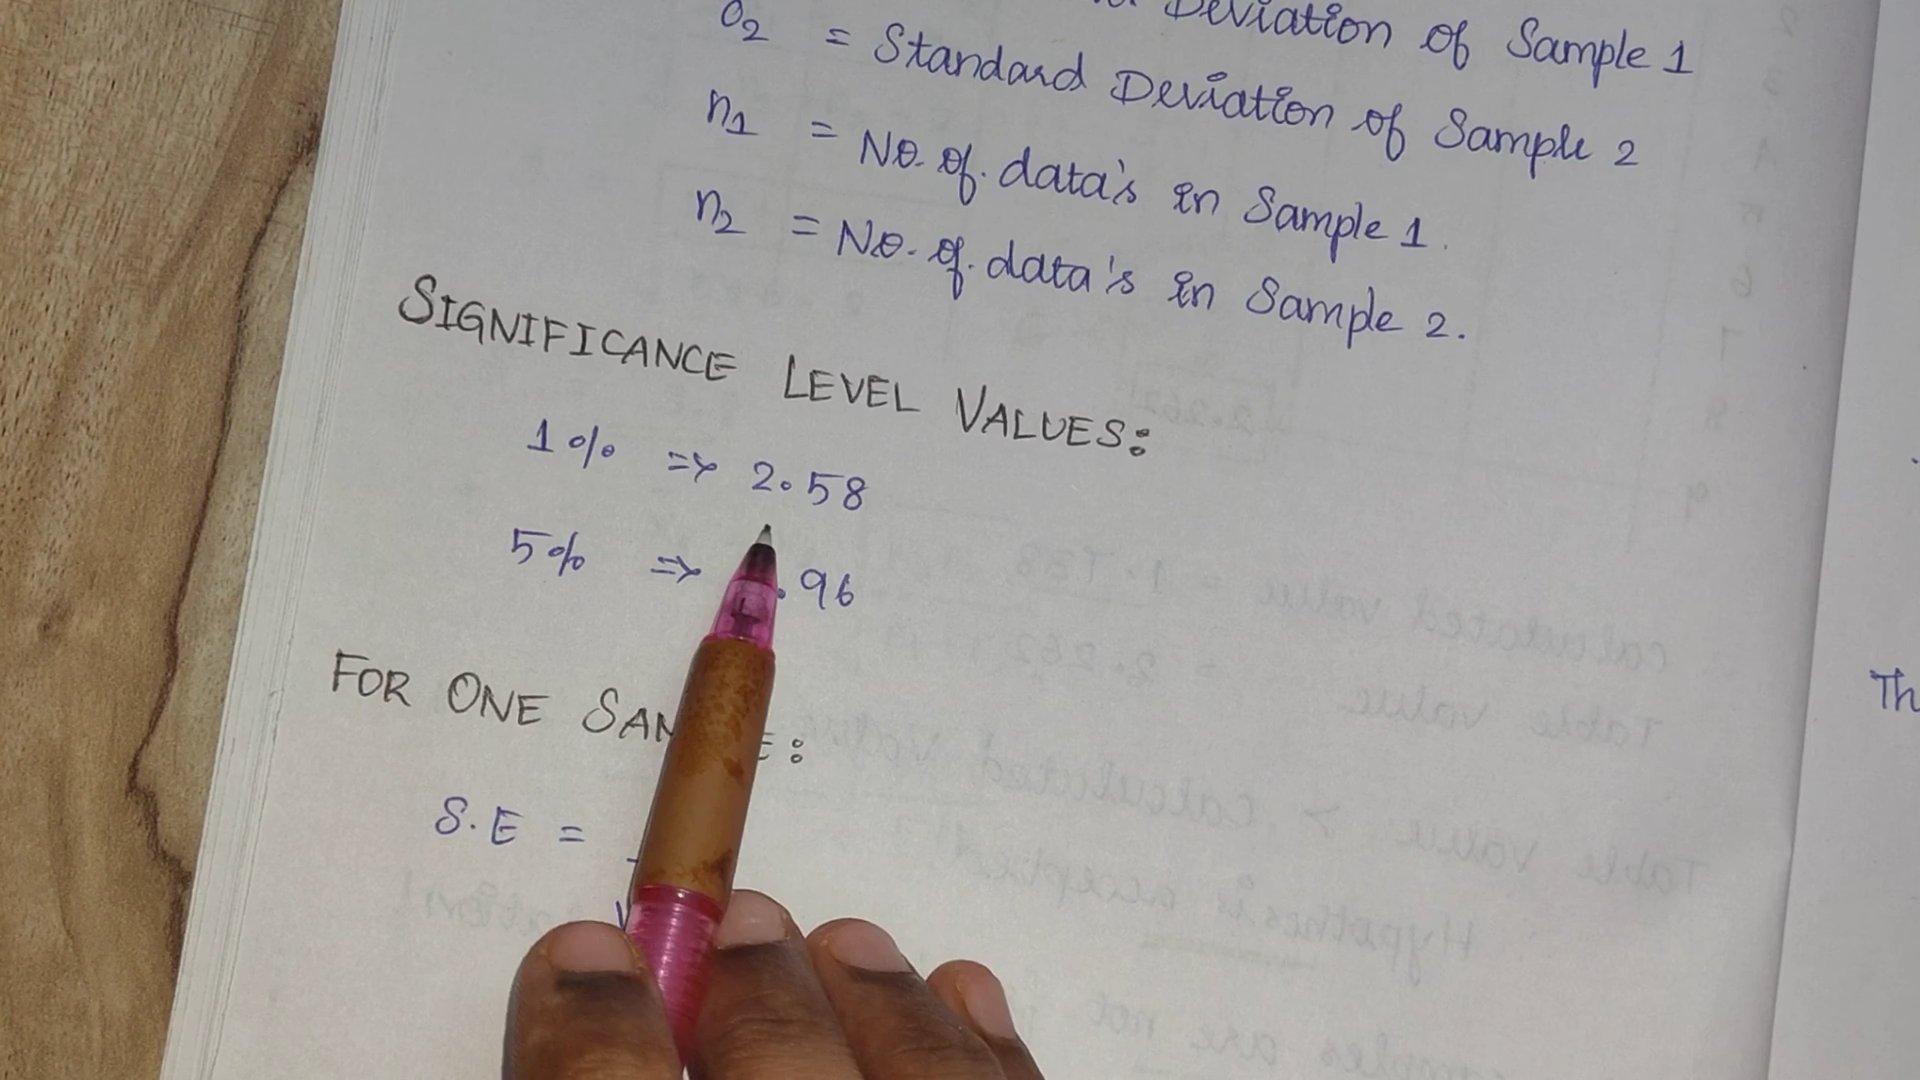 Deviation of Sample 1
σ2 = Standard Deviation of Sample 2
n1 = No. of. data's in Sample 1.
n2 = No. of. data's in Sample 2.
SIGNIFICANCE LEVEL VALUES:
1% => 2.58
5% => .96
FOR ONE
S.E =
Th